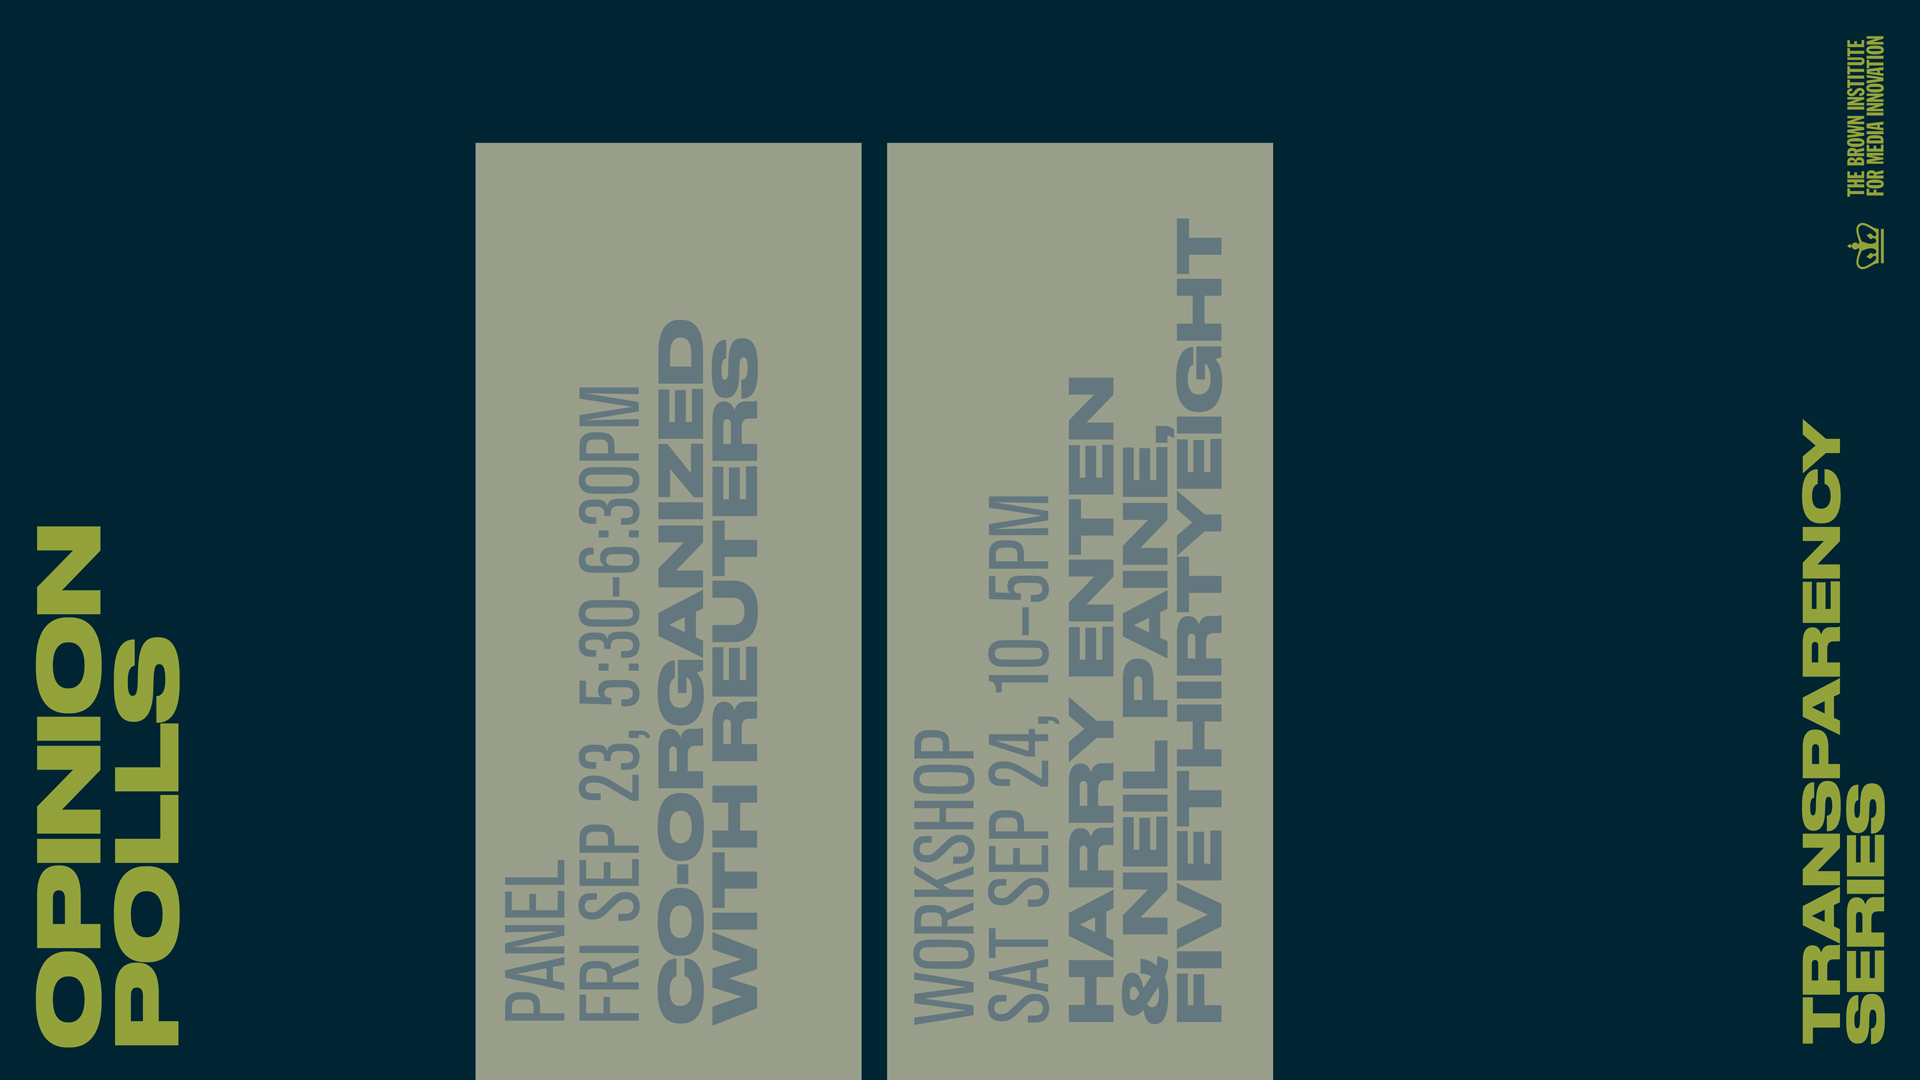 OPINION
POLLS
PANEL
FRI SEP 23, 5:30–6:30PM
CO-ORGANIZED
WITH REUTERS
WORKSHOP
SAT SEP 24, 10–5PM
HARRY ENTEN
& NEIL PAINE,
FIVETHIRTYEIGHT
TRANSPARENCY
SERIES
THE BROWN INSTITUTE
FOR MEDIA INNOVATION